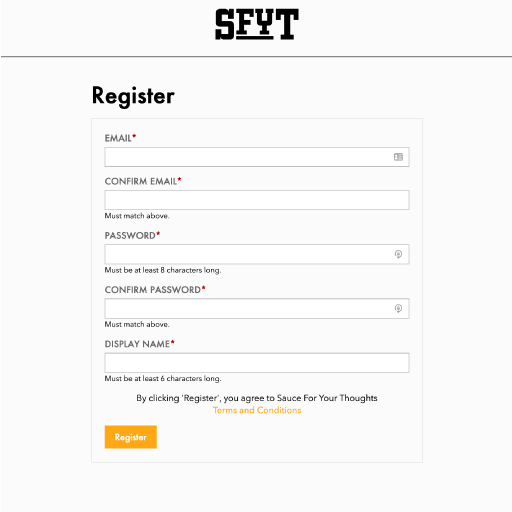 SFYT
Register
EMAIL*
CONFIRM EMAIL*
Must match above.
PASSWORD*
Must be at least 8 characters long.
CONFIRM PASSWORD*
Must match above.
DISPLAY NAME*
Must be at least 6 characters long.
By clicking 'Register', you agree to Sauce For Your Thoughts
Terms and Conditions
Register